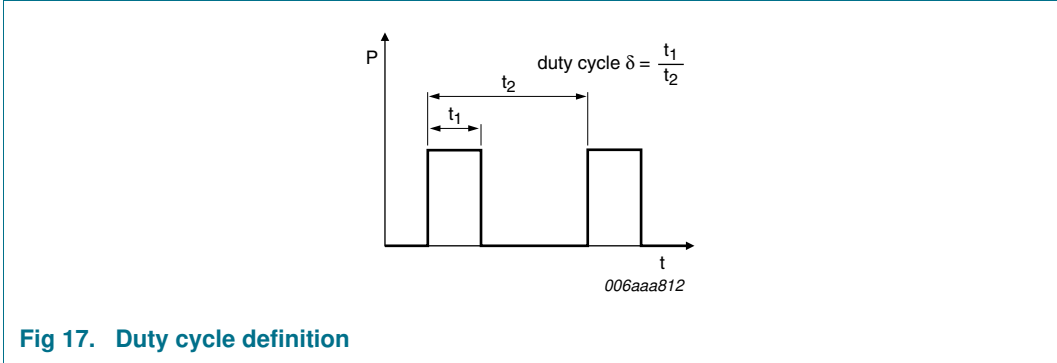 P
duty cycle δ = t1/t2
t2
t1
t
006aaa812
Fig 17. Duty cycle definition